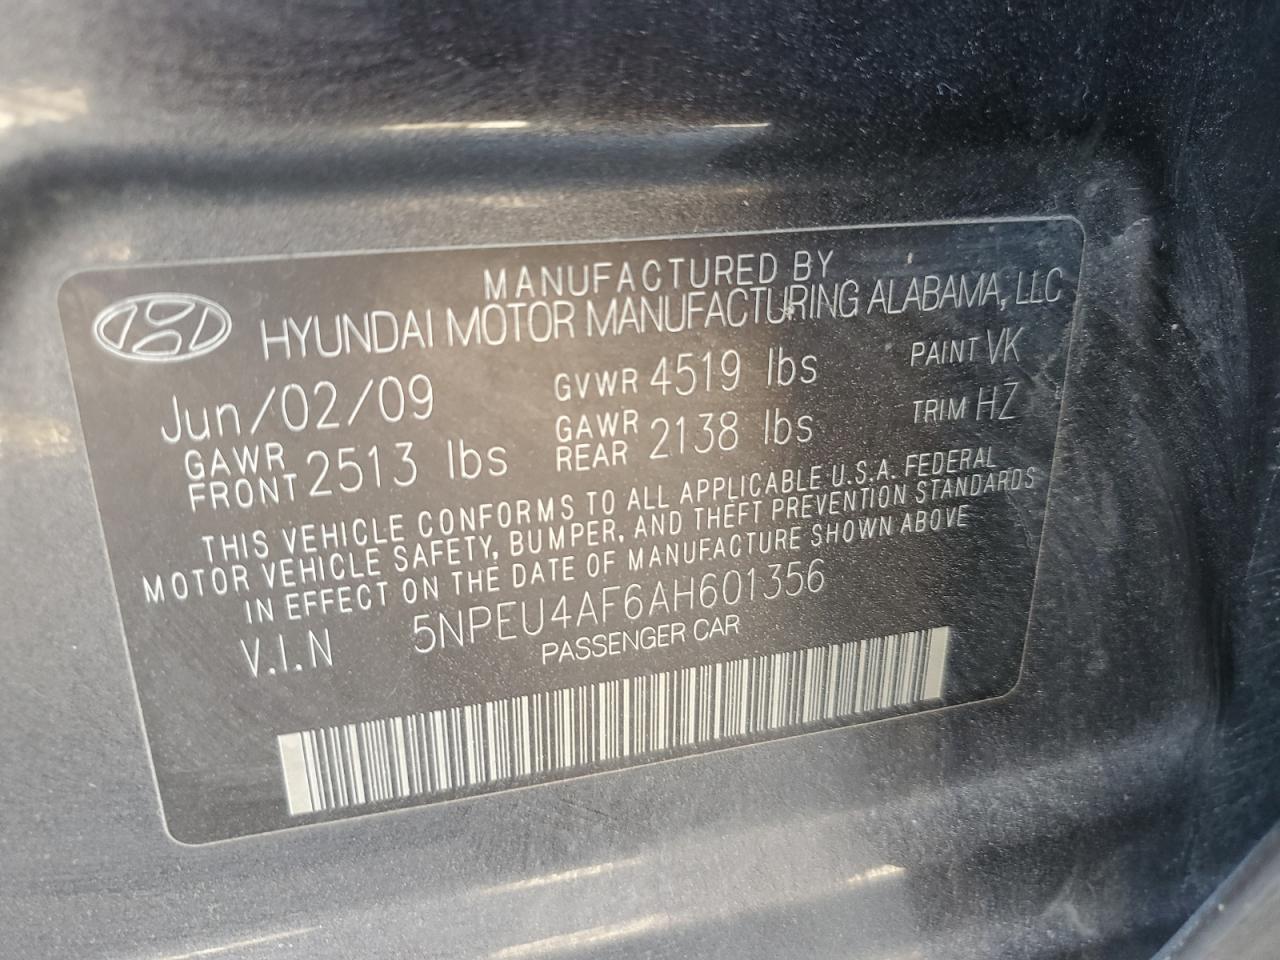 MANUFACTURED BY
HYUNDAI MOTOR MANUFACTURING ALABAMA, LLC
Jun/02/09 GVWR 4519 lbs PAINT VK
GAWR FRONT 2513 lbs GAWR REAR 2138 lbs TRIM HZ
THIS VEHICLE CONFORMS TO ALL APPLICABLE U.S.A. FEDERAL
MOTOR VEHICLE SAFETY, BUMPER, AND THEFT PREVENTION STANDARDS
IN EFFECT ON THE DATE OF MANUFACTURE SHOWN ABOVE
V.I.N 5NPEU4AF6AH601356
PASSENGER CAR